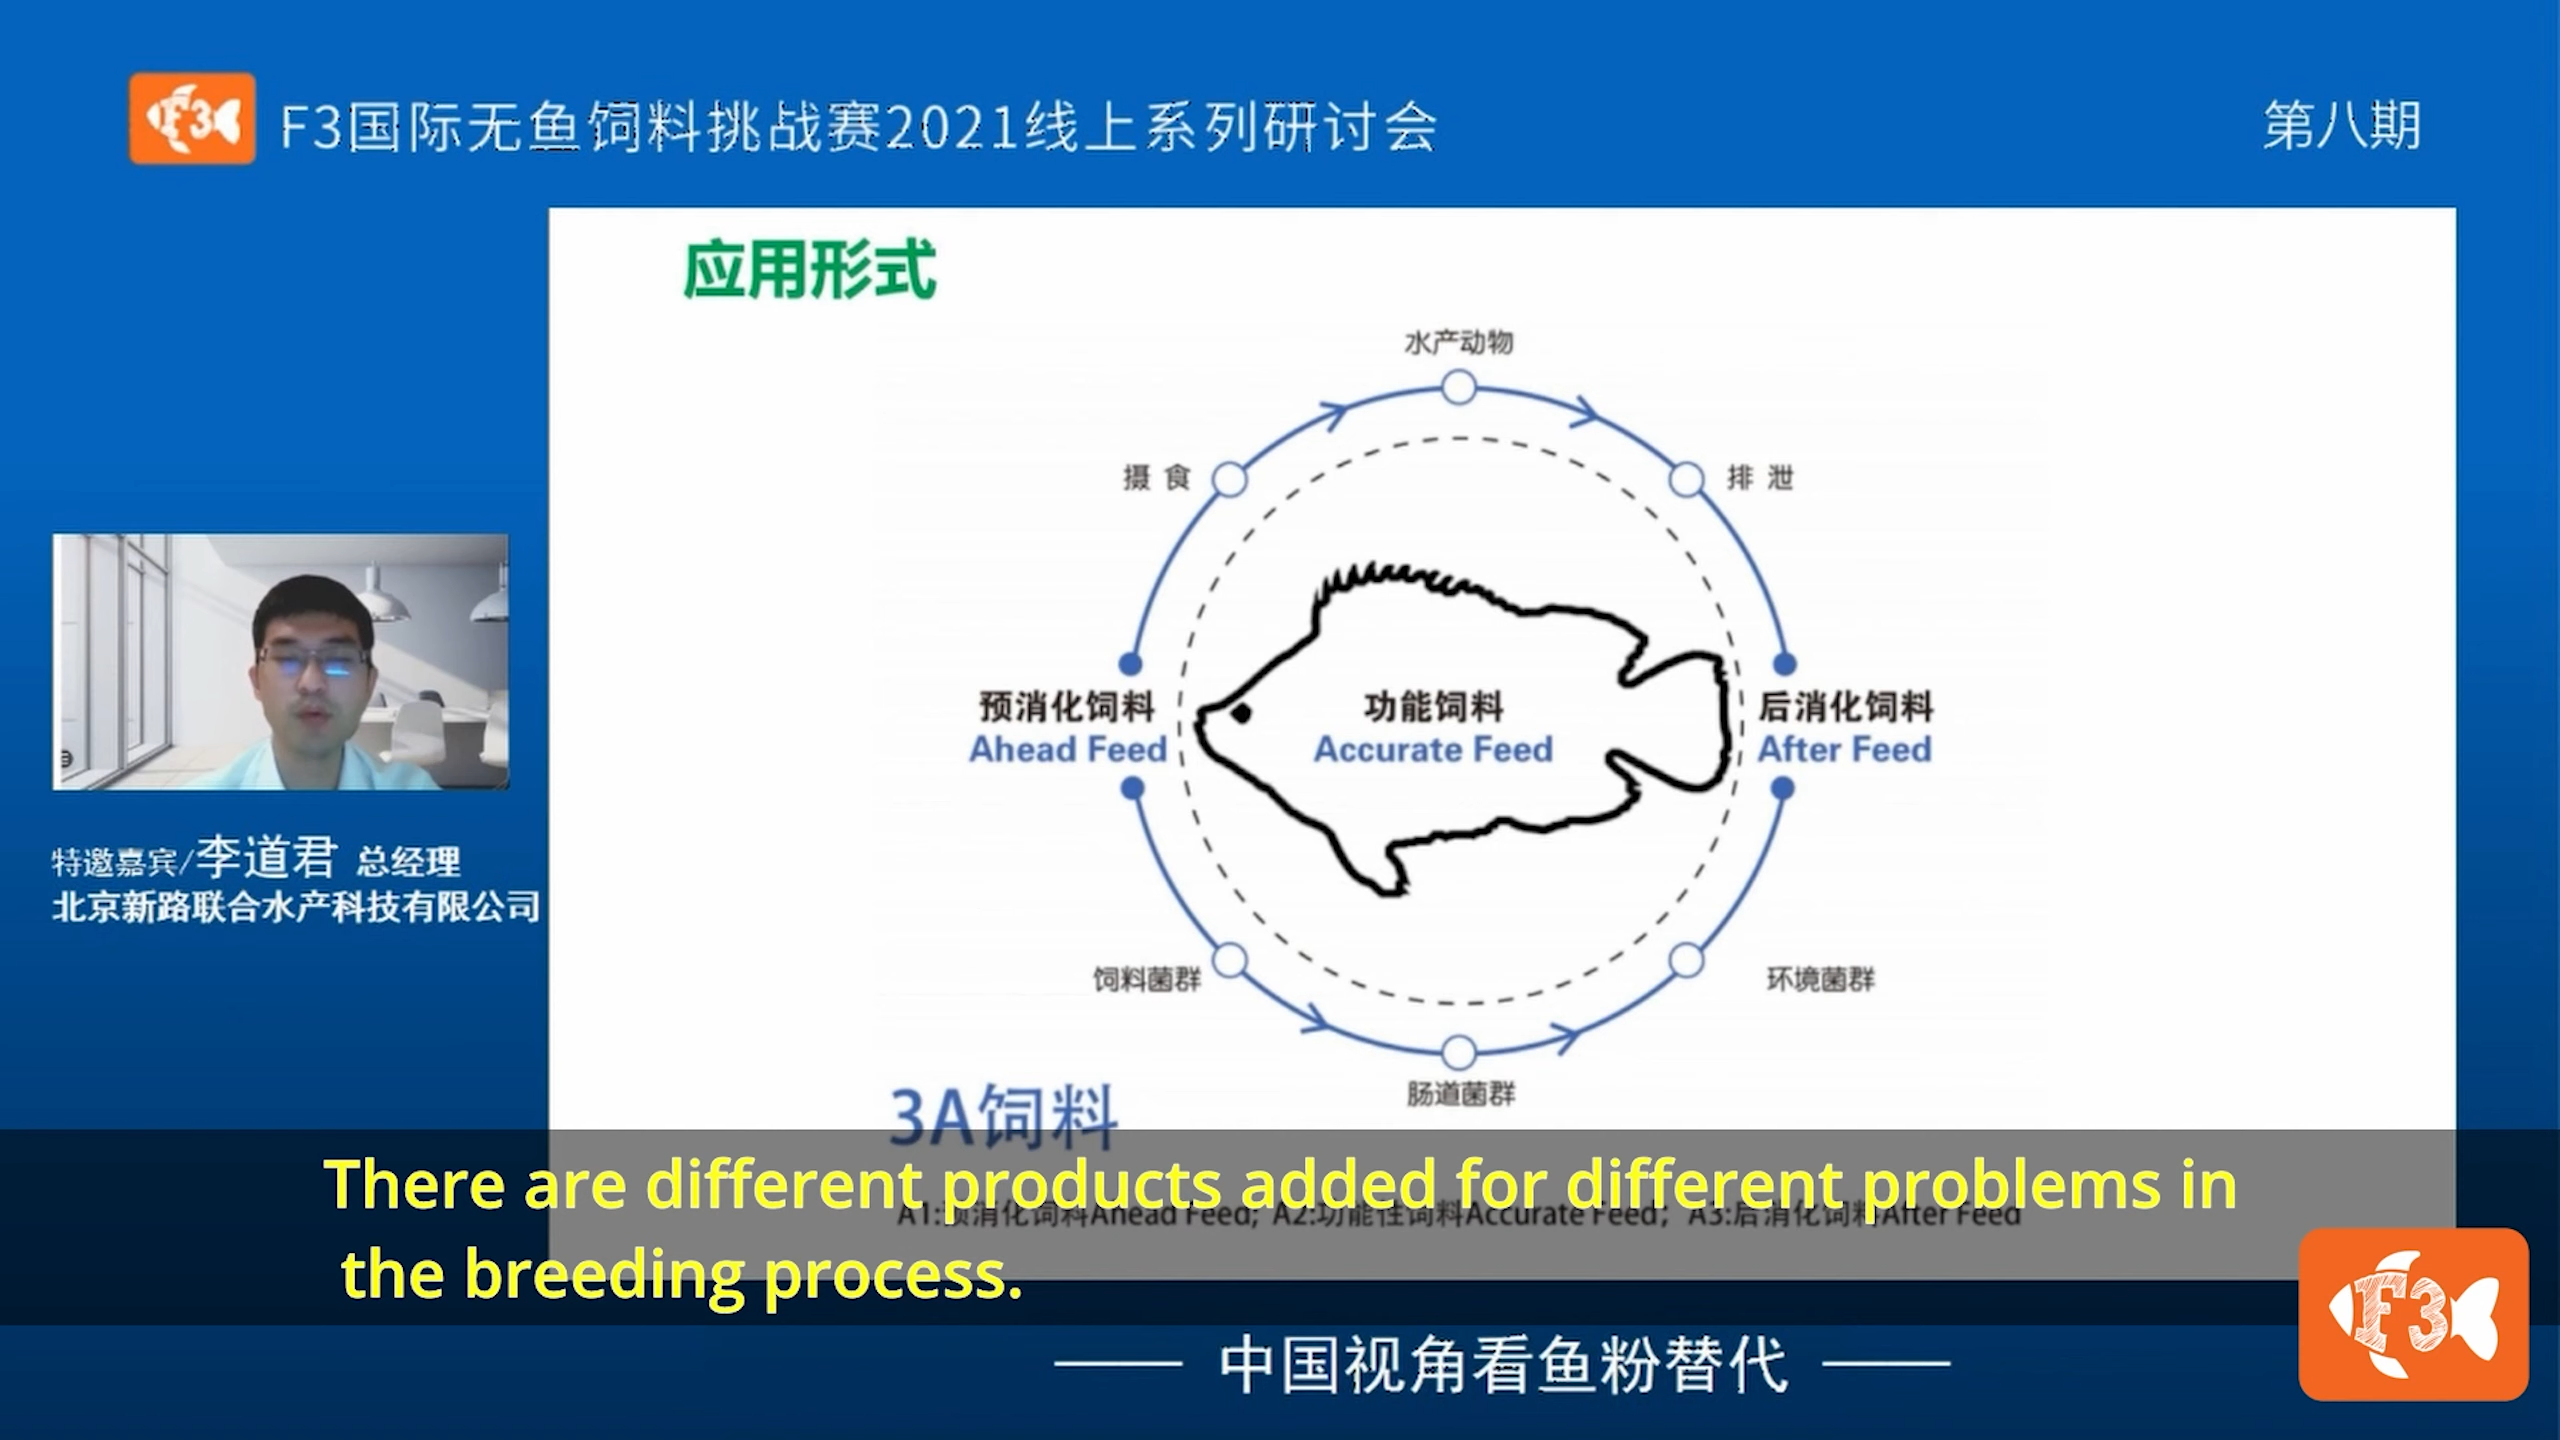 F3
F3国际无鱼饲料挑战赛2021线上系列研讨会
第八期
应用形式
水产动物
摄食
排泄
预消化饲料
Ahead Feed
功能饲料
Accurate Feed
后消化饲料
After Feed
特邀嘉宾/李道君 总经理
北京新路联合水产科技有限公司
饲料菌群
环境菌群
肠道菌群
3A饲料
A1:预消化饲料Ahead Feed; A2:功能性饲料Accurate Feed; A3:后消化饲料After Feed
There are different products added for different problems in
the breeding process.
F3
中国视角看鱼粉替代